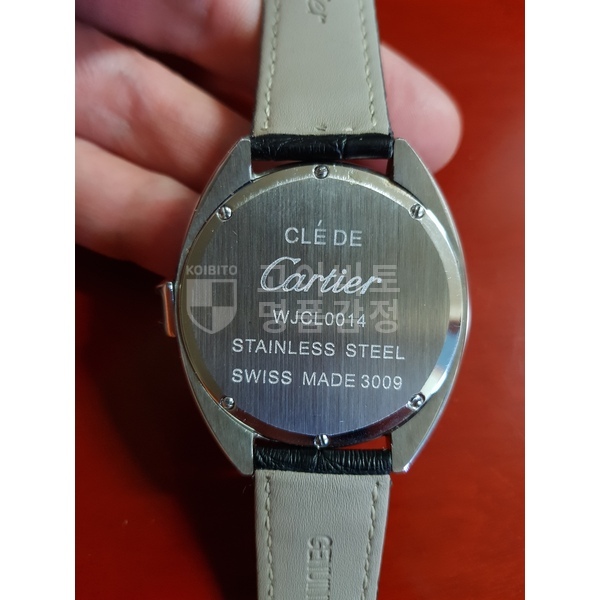 CLÉ DE
Cartier
KOIBITO
코이비토
명품감정
WJCL0014
STAINLESS STEEL
SWISS MADE 3009